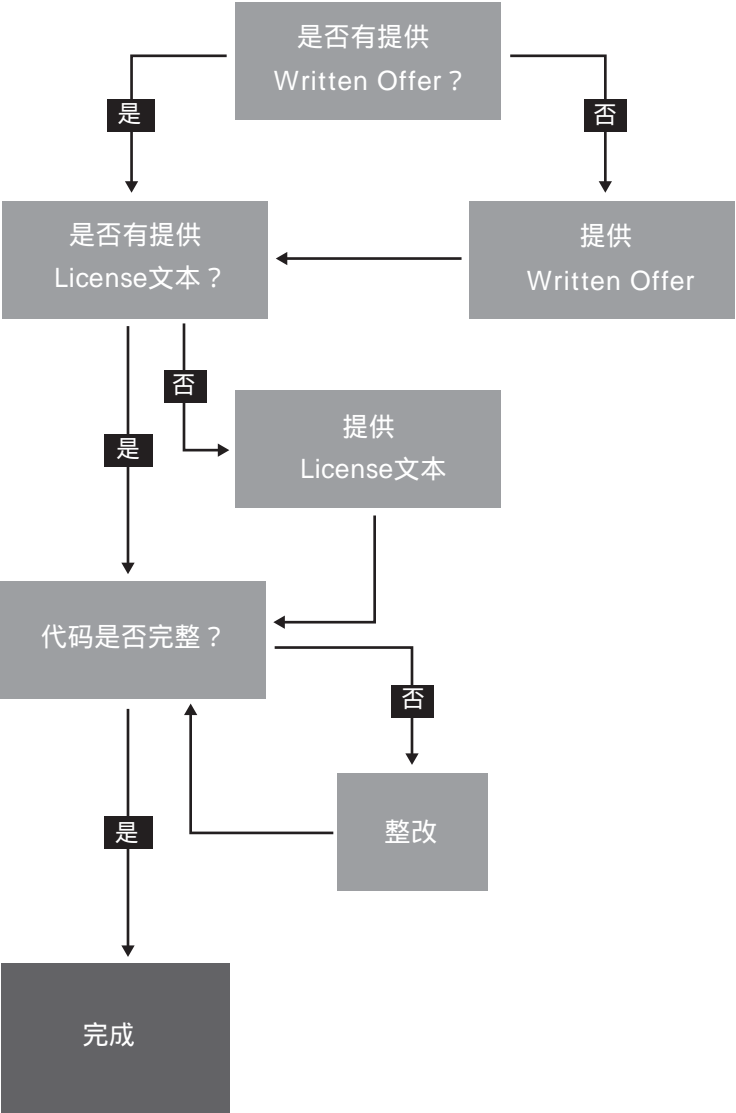 是否有提供
Written Offer？
是
否
是否有提供
License文本？
提供
Written Offer
否
是
提供
License文本
代码是否完整？
否
是
整改
完成